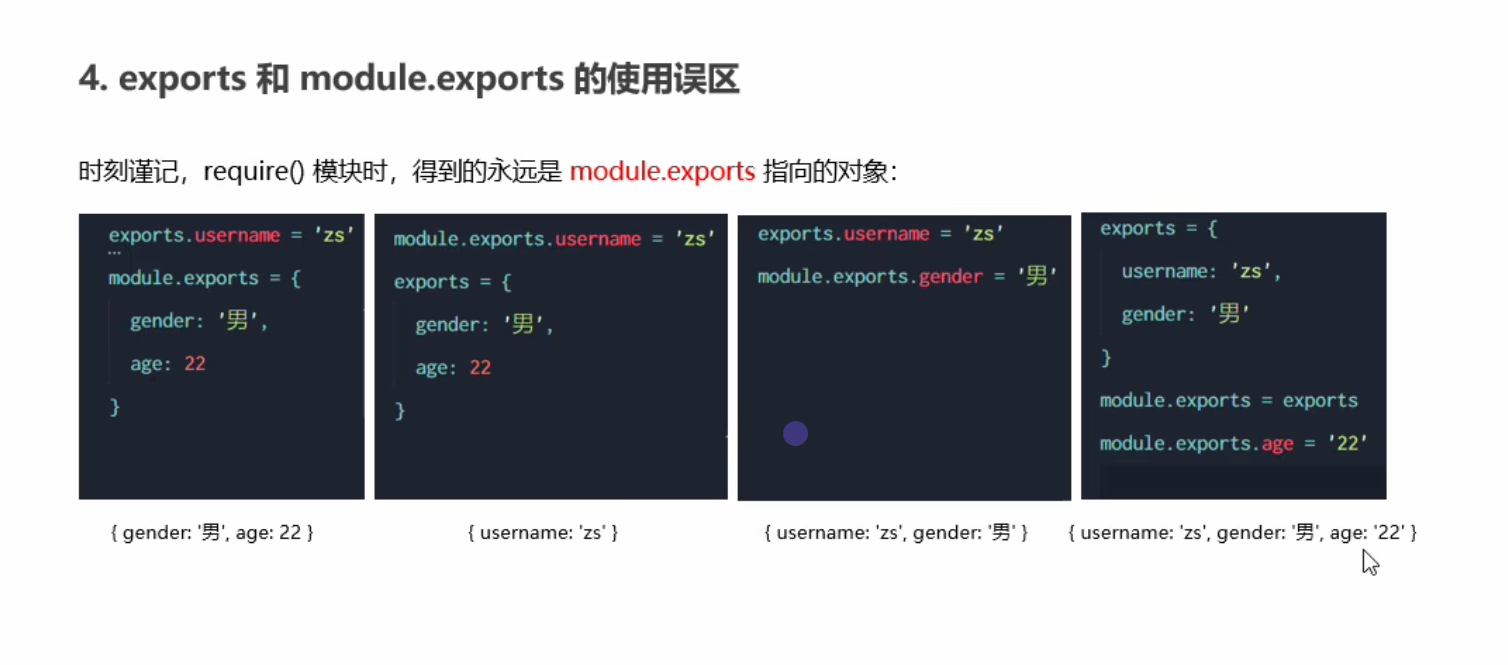 4. exports 和 module.exports 的使用误区
时刻谨记，require() 模块时，得到的永远是 module.exports 指向的对象：
exports.username = 'zs'
module.exports = {
gender: '男',
age: 22
}
{ gender: '男', age: 22 }
module.exports.username = 'zs'
exports = {
gender: '男',
age: 22
}
{ username: 'zs' }
exports.username = 'zs'
module.exports.gender = '男'
{ username: 'zs', gender: '男' }
exports = {
username: 'zs',
gender: '男'
}
module.exports = exports
module.exports.age = '22'
{ username: 'zs', gender: '男', age: '22' }